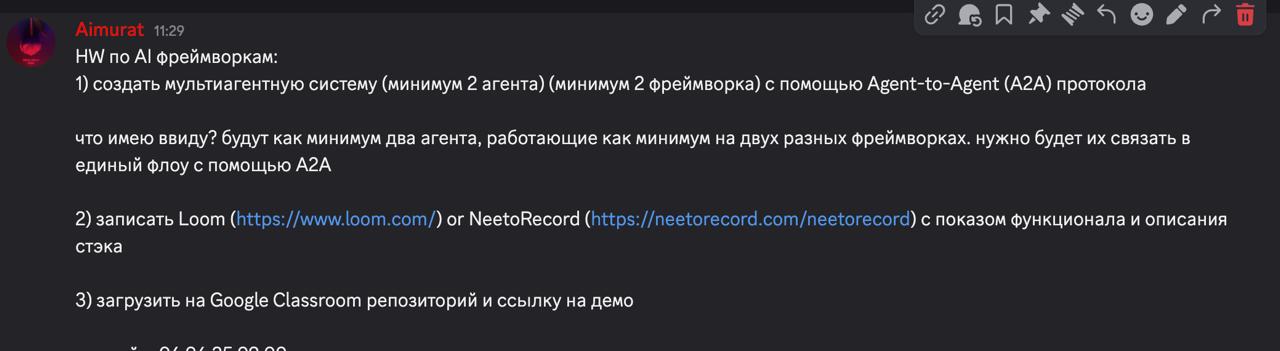 Aimurat 11:29
HW по AI фреймворкам:
1) создать мультиагентную систему (минимум 2 агента) (минимум 2 фреймворка) с помощью Agent-to-Agent (A2A) протокола
что имею ввиду? будут как минимум два агента, работающие как минимум на двух разных фреймворках. нужно будет их связать в
единый флоу с помощью A2A
2) записать Loom (https://www.loom.com/) or NeetoRecord (https://neetorecord.com/neetorecord) с показом функционала и описания
стэка
3) загрузить на Google Classroom репозиторий и ссылку на демо